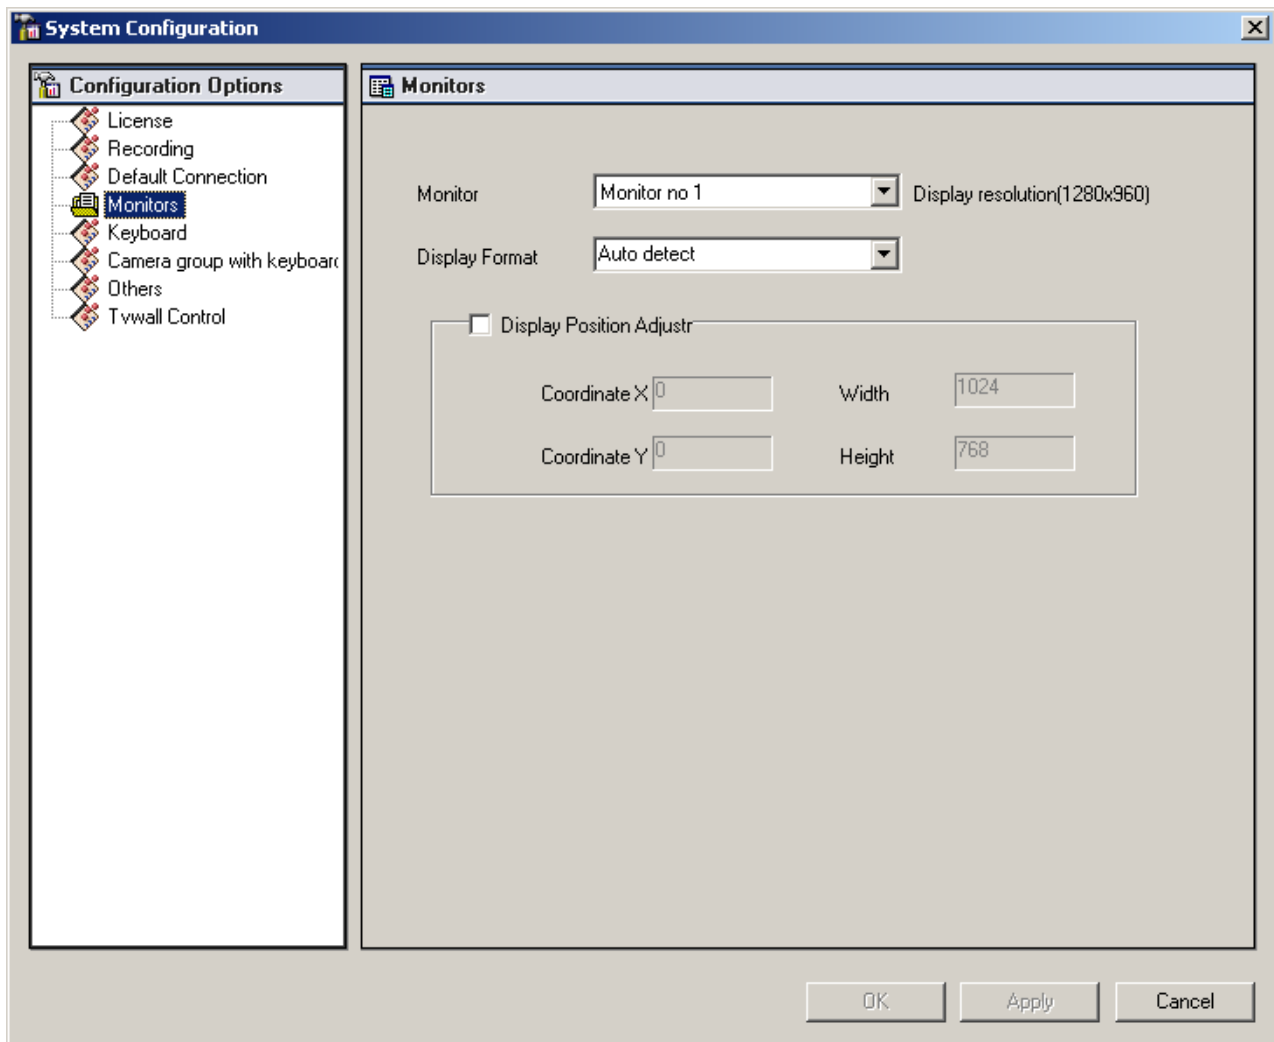 System Configuration
Configuration Options
License
Recording
Default Connection
Monitors
Keyboard
Camera group with keyboard
Others
Tvwall Control
Monitors
Monitor
Monitor no 1
Display resolution(1280x960)
Display Format
Auto detect
Display Position Adjustr
Coordinate X
0
Width
1024
Coordinate Y
0
Height
768
OK
Apply
Cancel